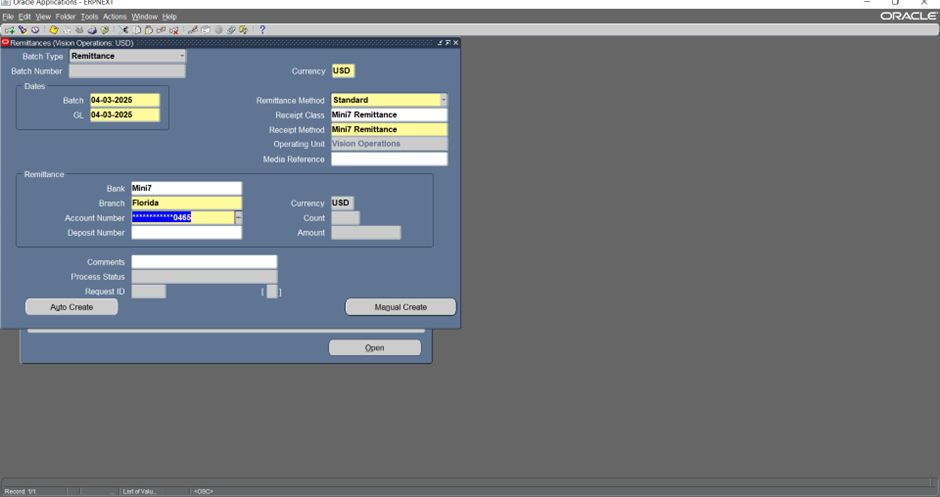 Oracle Applications - ERPNEXT
File Edit View Folder Tools Actions Window Help
ORACLE
Remittances (Vision Operations: USD)
Batch Type Remittance
Batch Number
Currency USD
Dates
Batch 04-03-2025
GL 04-03-2025
Remittance Method Standard
Receipt Class Mini7 Remittance
Receipt Method Mini7 Remittance
Operating Unit Vision Operations
Media Reference
Remittance
Bank Mini7
Branch Florida
Currency USD
Account Number ************0465
Count
Deposit Number
Amount
Comments
Process Status
Request ID [ ]
Auto Create
Manual Create
Open
Record: 1/1
List of Valu...
<OSC>